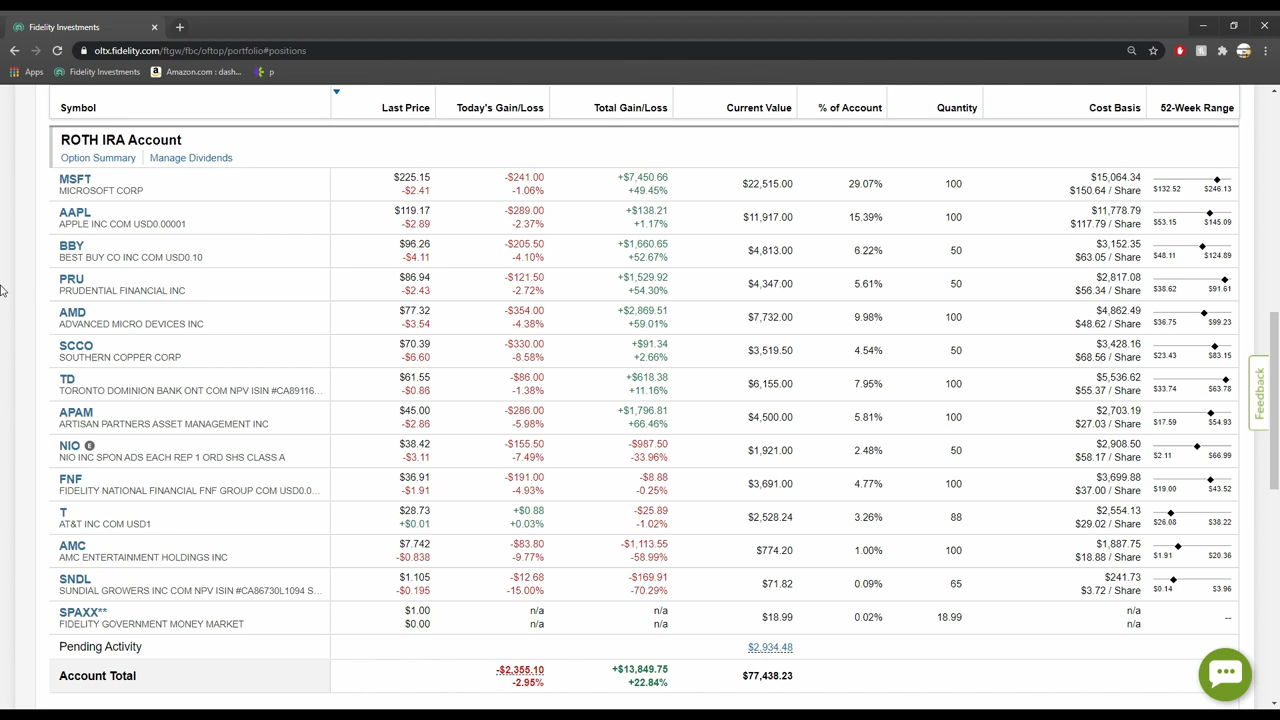 Fidelity Investments
oltx.fidelity.com/ftgw/fbc/oftop/portfolio#positions
Apps Fidelity Investments Amazon.com : dash... p
Symbol Last Price Today's Gain/Loss Total Gain/Loss Current Value % of Account Quantity Cost Basis 52-Week Range
ROTH IRA Account
Option Summary Manage Dividends
MSFT $225.15 -$241.00 +$7,450.66 $22,515.00 29.07% 100 $15,064.34
MICROSOFT CORP -$2.41 -1.06% +49.45% $150.64 / Share $132.52 $246.13
AAPL $119.17 -$289.00 +$138.21 $11,917.00 15.39% 100 $11,778.79
APPLE INC COM USD0.00001 -$2.89 -2.37% +1.17% $117.79 / Share $53.15 $145.09
BBY $96.26 -$205.50 +$1,660.65 $4,813.00 6.22% 50 $3,152.35
BEST BUY CO INC COM USD0.10 -$4.11 -4.10% +52.67% $63.05 / Share $48.11 $124.89
PRU $86.94 -$121.50 +$1,529.92 $4,347.00 5.61% 50 $2,817.08
PRUDENTIAL FINANCIAL INC -$2.43 -2.72% +54.30% $56.34 / Share $38.62 $91.61
AMD $77.32 -$354.00 +$2,869.51 $7,732.00 9.98% 100 $4,862.49
ADVANCED MICRO DEVICES INC -$3.54 -4.38% +59.01% $48.62 / Share $36.75 $99.23
SCCO $70.39 -$330.00 +$91.34 $3,519.50 4.54% 50 $3,428.16
SOUTHERN COPPER CORP -$6.60 -8.58% +2.66% $68.56 / Share $23.43 $83.15
TD $61.55 -$86.00 +$618.38 $6,155.00 7.95% 100 $5,536.62
TORONTO DOMINION BANK ONT COM NPV ISIN #CA89116... -$0.86 -1.38% +11.16% $55.37 / Share $33.74 $63.78
APAM $45.00 -$286.00 +$1,796.81 $4,500.00 5.81% 100 $2,703.19
ARTISAN PARTNERS ASSET MANAGEMENT INC -$2.86 -5.98% +66.46% $27.03 / Share $17.59 $54.93
NIO E $38.42 -$155.50 -$987.50 $1,921.00 2.48% 50 $2,908.50
NIO INC SPON ADS EACH REP 1 ORD SHS CLASS A -$3.11 -7.49% -33.96% $58.17 / Share $2.11 $66.99
FNF $36.91 -$191.00 -$8.88 $3,691.00 4.77% 100 $3,699.88
FIDELITY NATIONAL FINANCIAL FNF GROUP COM USD0.0... -$1.91 -4.93% -0.25% $37.00 / Share $19.00 $43.52
T $28.73 +$0.88 -$25.89 $2,528.24 3.26% 88 $2,554.13
AT&T INC COM USD1 +$0.01 +0.03% -1.02% $29.02 / Share $26.08 $38.22
AMC $7.742 -$83.80 -$1,113.55 $774.20 1.00% 100 $1,887.75
AMC ENTERTAINMENT HOLDINGS INC -$0.838 -9.77% -58.99% $18.88 / Share $1.91 $20.36
SNDL $1.105 -$12.68 -$169.91 $71.82 0.09% 65 $241.73
SUNDIAL GROWERS INC COM NPV ISIN #CA86730L1094 S... -$0.195 -15.00% -70.29% $3.72 / Share $0.14 $3.96
SPAXX** $1.00 n/a n/a $18.99 0.02% 18.99 n/a --
FIDELITY GOVERNMENT MONEY MARKET $0.00 n/a n/a n/a
Pending Activity $2,934.48
Account Total -$2,355.10 +$13,849.75 $77,438.23
-2.95% +22.84%
Feedback